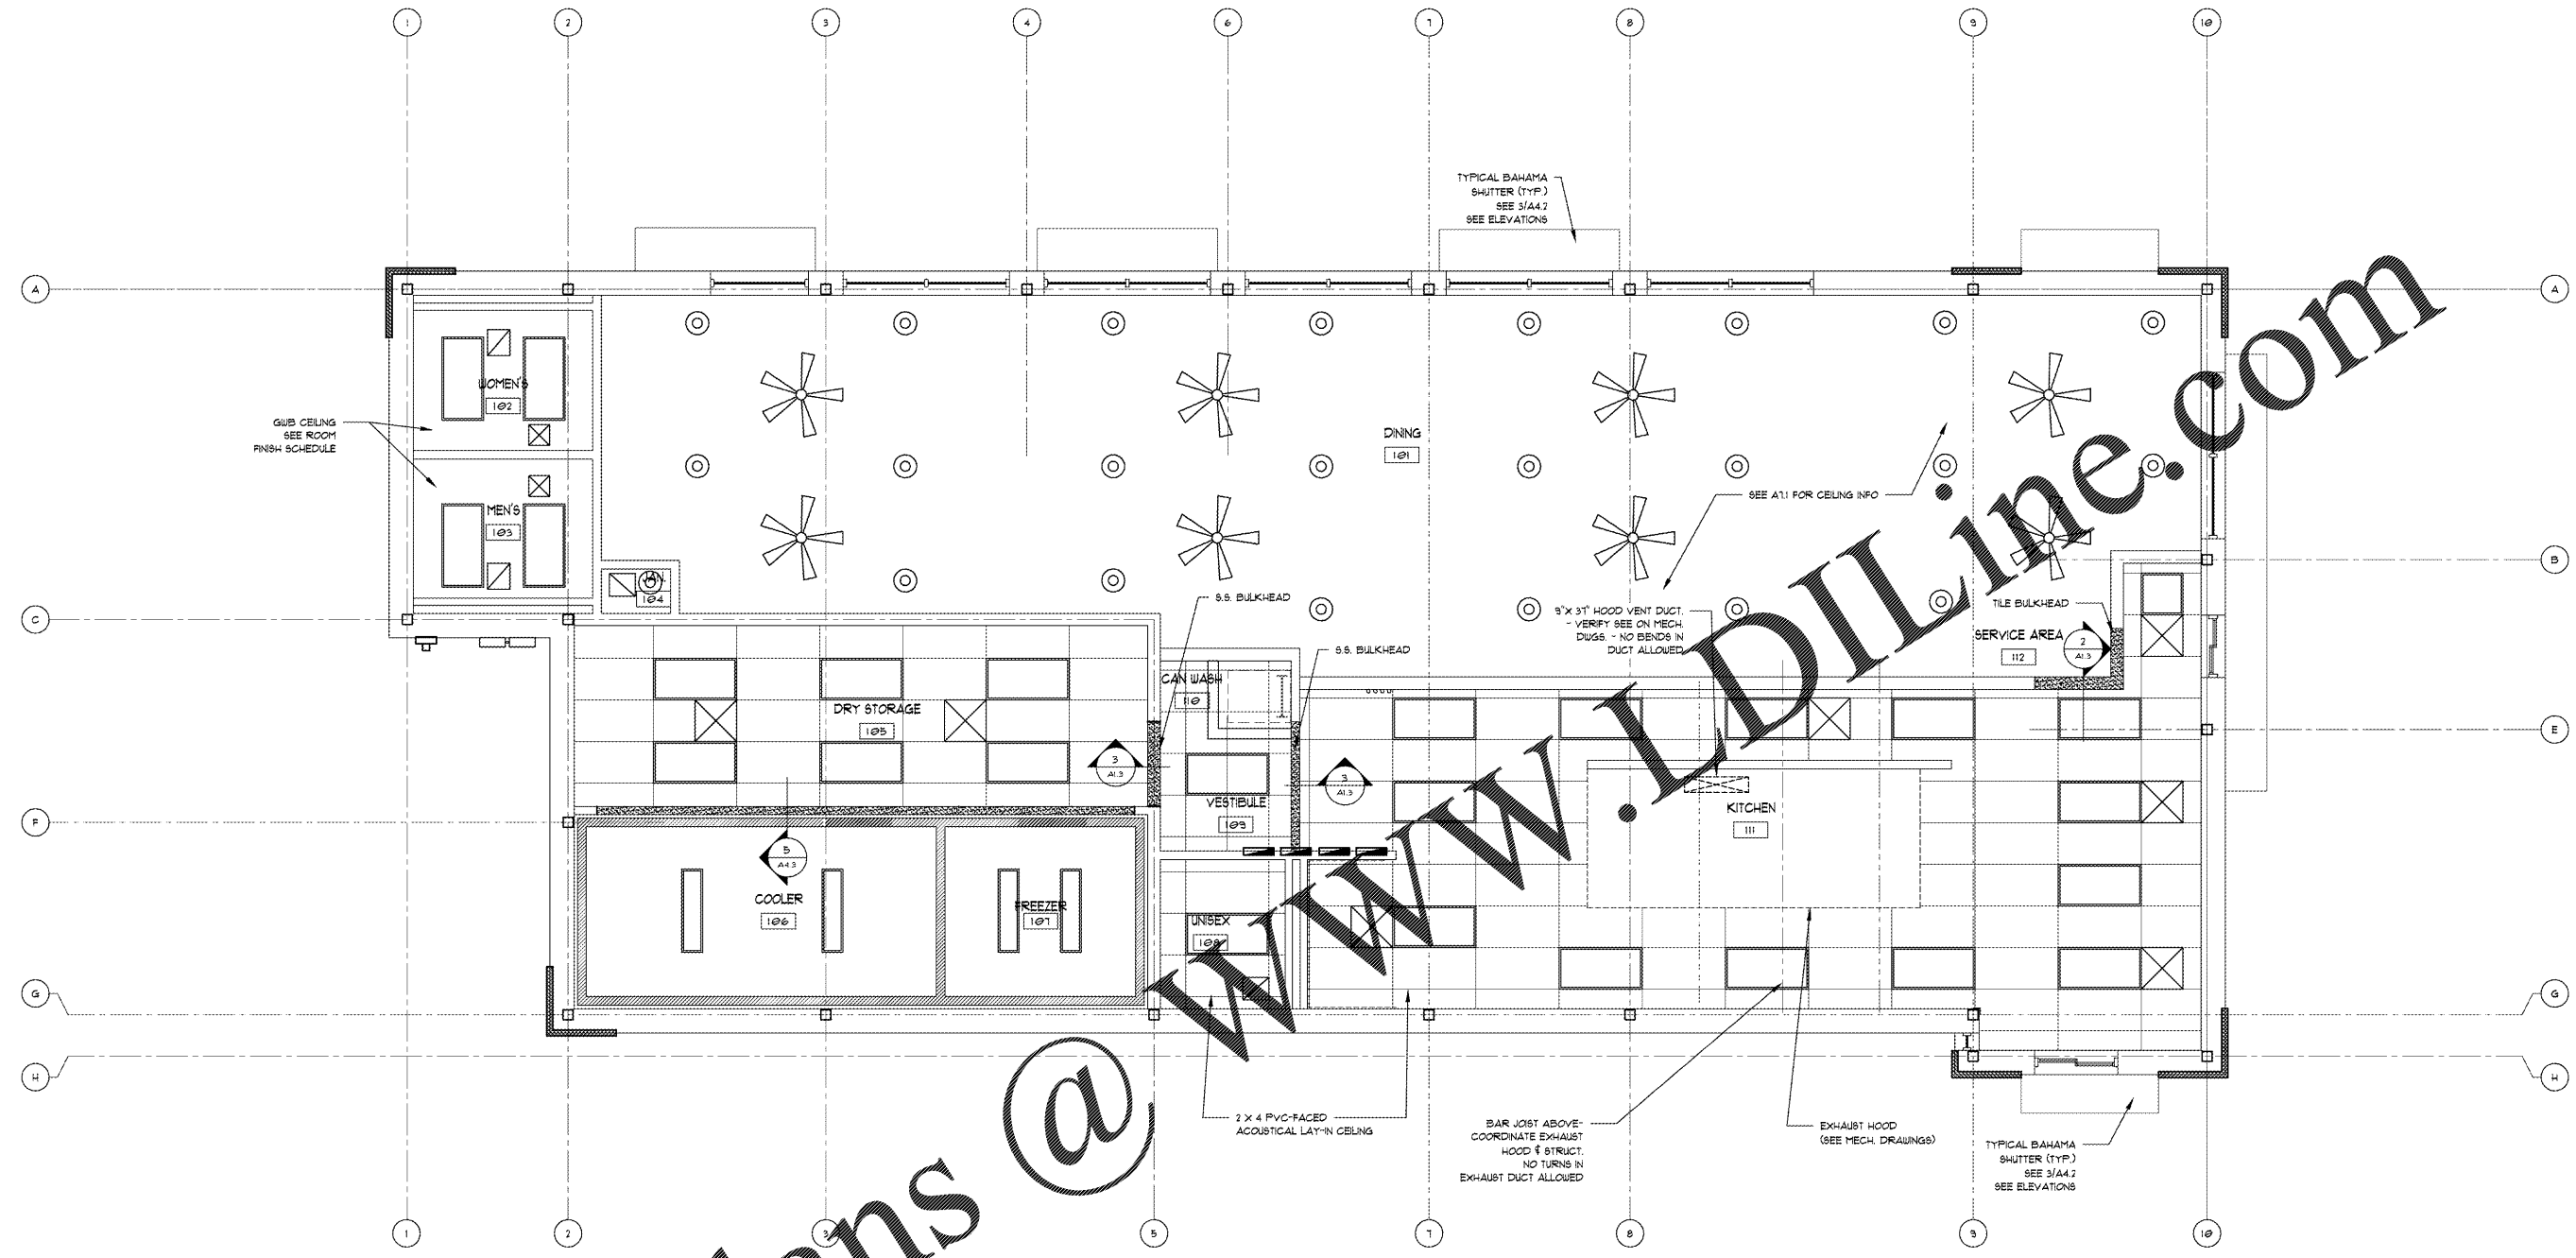 1 2 3 4 6 7 8 9 10
TYPICAL BAHAMA
SHUTTER (TYP.)
SEE 3/A4.2
SEE ELEVATIONS
A A
WOMEN'S
102
GWB CEILING
SEE ROOM
FINISH SCHEDULE
DINING
101
SEE A7.1 FOR CEILING INFO
MEN'S
103
B
JAN.
104
S.S. BULKHEAD
9"X 37" HOOD VENT DUCT.
- VERIFY SEE ON MECH.
DWGS. - NO BENDS IN
DUCT ALLOWED
TILE BULKHEAD
C
SERVICE AREA
112
2
A1.3
S.S. BULKHEAD
CAN WASH
110
DRY STORAGE
105
E
3
A1.3
3
A1.3
VESTIBULE
109
KITCHEN
111
F
5
A4.3
COOLER
106
FREEZER
107
UNISEX
108
G G
H H
2 X 4 PVC-FACED
ACOUSTICAL LAY-IN CEILING
BAR JOIST ABOVE-
COORDINATE EXHAUST
HOOD & STRUCT.
NO TURNS IN
EXHAUST DUCT ALLOWED
EXHAUST HOOD
(SEE MECH. DRAWINGS)
TYPICAL BAHAMA
SHUTTER (TYP.)
SEE 3/A4.2
SEE ELEVATIONS
1 2 3 5 7 8 9 10
@ www.LDILine.com